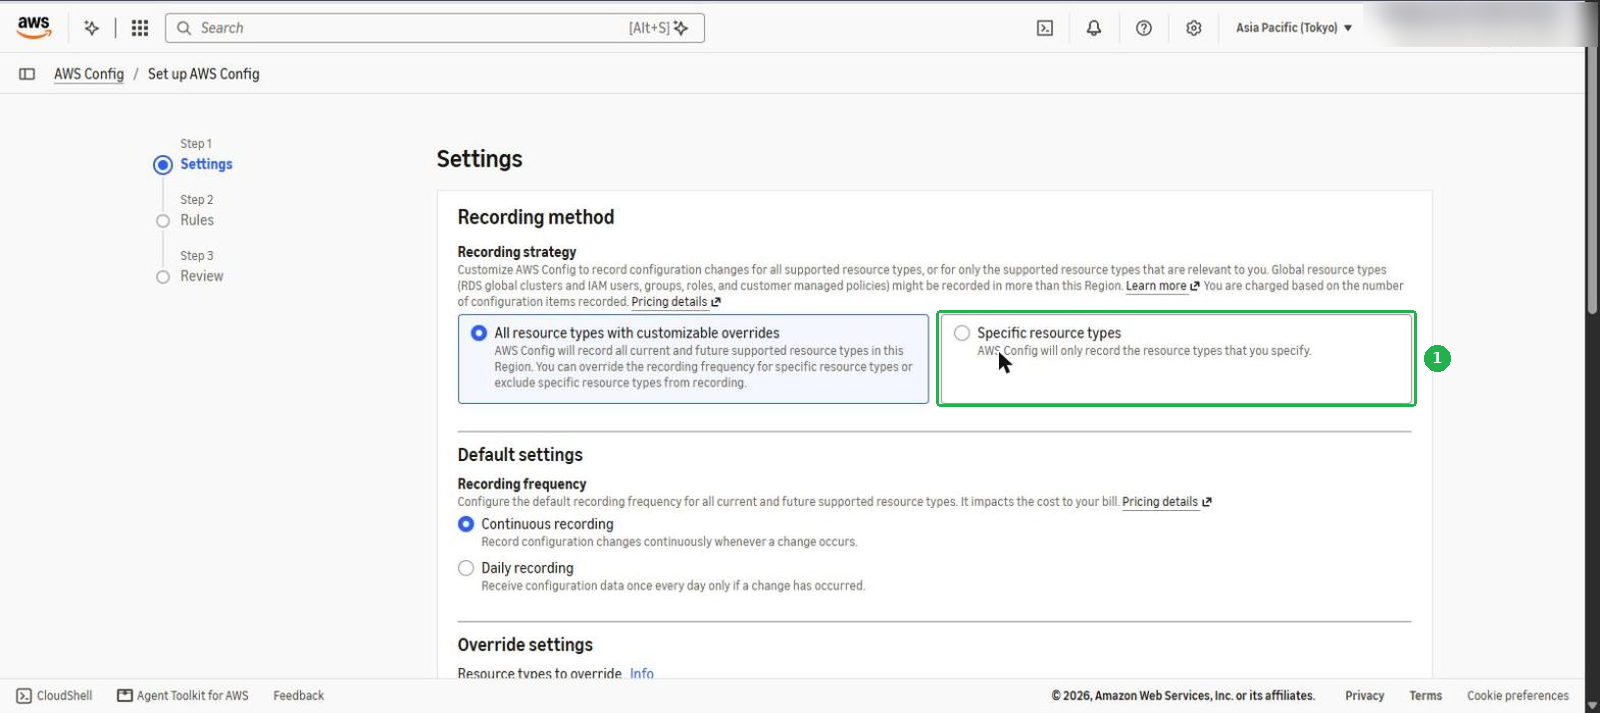 aws
Search
[Alt+S]
Asia Pacific (Tokyo)
AWS Config / Set up AWS Config
Step 1
Settings
Step 2
Rules
Step 3
Review
Settings
Recording method
Recording strategy
Customize AWS Config to record configuration changes for all supported resource types, or for only the supported resource types that are relevant to you. Global resource types
(RDS global clusters and IAM users, groups, roles, and customer managed policies) might be recorded in more than this Region. Learn more You are charged based on the number
of configuration items recorded. Pricing details
All resource types with customizable overrides
AWS Config will record all current and future supported resource types in this
Region. You can override the recording frequency for specific resource types or
exclude specific resource types from recording.
Specific resource types
AWS Config will only record the resource types that you specify.
1
Default settings
Recording frequency
Configure the default recording frequency for all current and future supported resource types. It impacts the cost to your bill. Pricing details
Continuous recording
Record configuration changes continuously whenever a change occurs.
Daily recording
Receive configuration data once every day only if a change has occurred.
Override settings
Resource types to override Info
CloudShell
Agent Toolkit for AWS
Feedback
© 2026, Amazon Web Services, Inc. or its affiliates.
Privacy
Terms
Cookie preferences